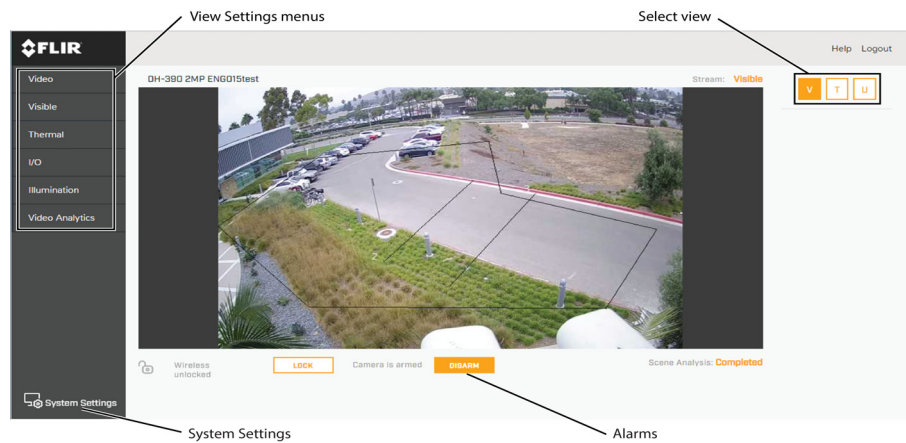 View Settings menus
Select view
FLIR
Help Logout
Video
Visible
Thermal
I/O
Illumination
Video Analytics
System Settings
DH-390 2MP ENG015test
Stream: Visible
V T U
Wireless
unlocked
LOCK
Camera is armed
DISARM
Scene Analysis: Completed
System Settings
Alarms